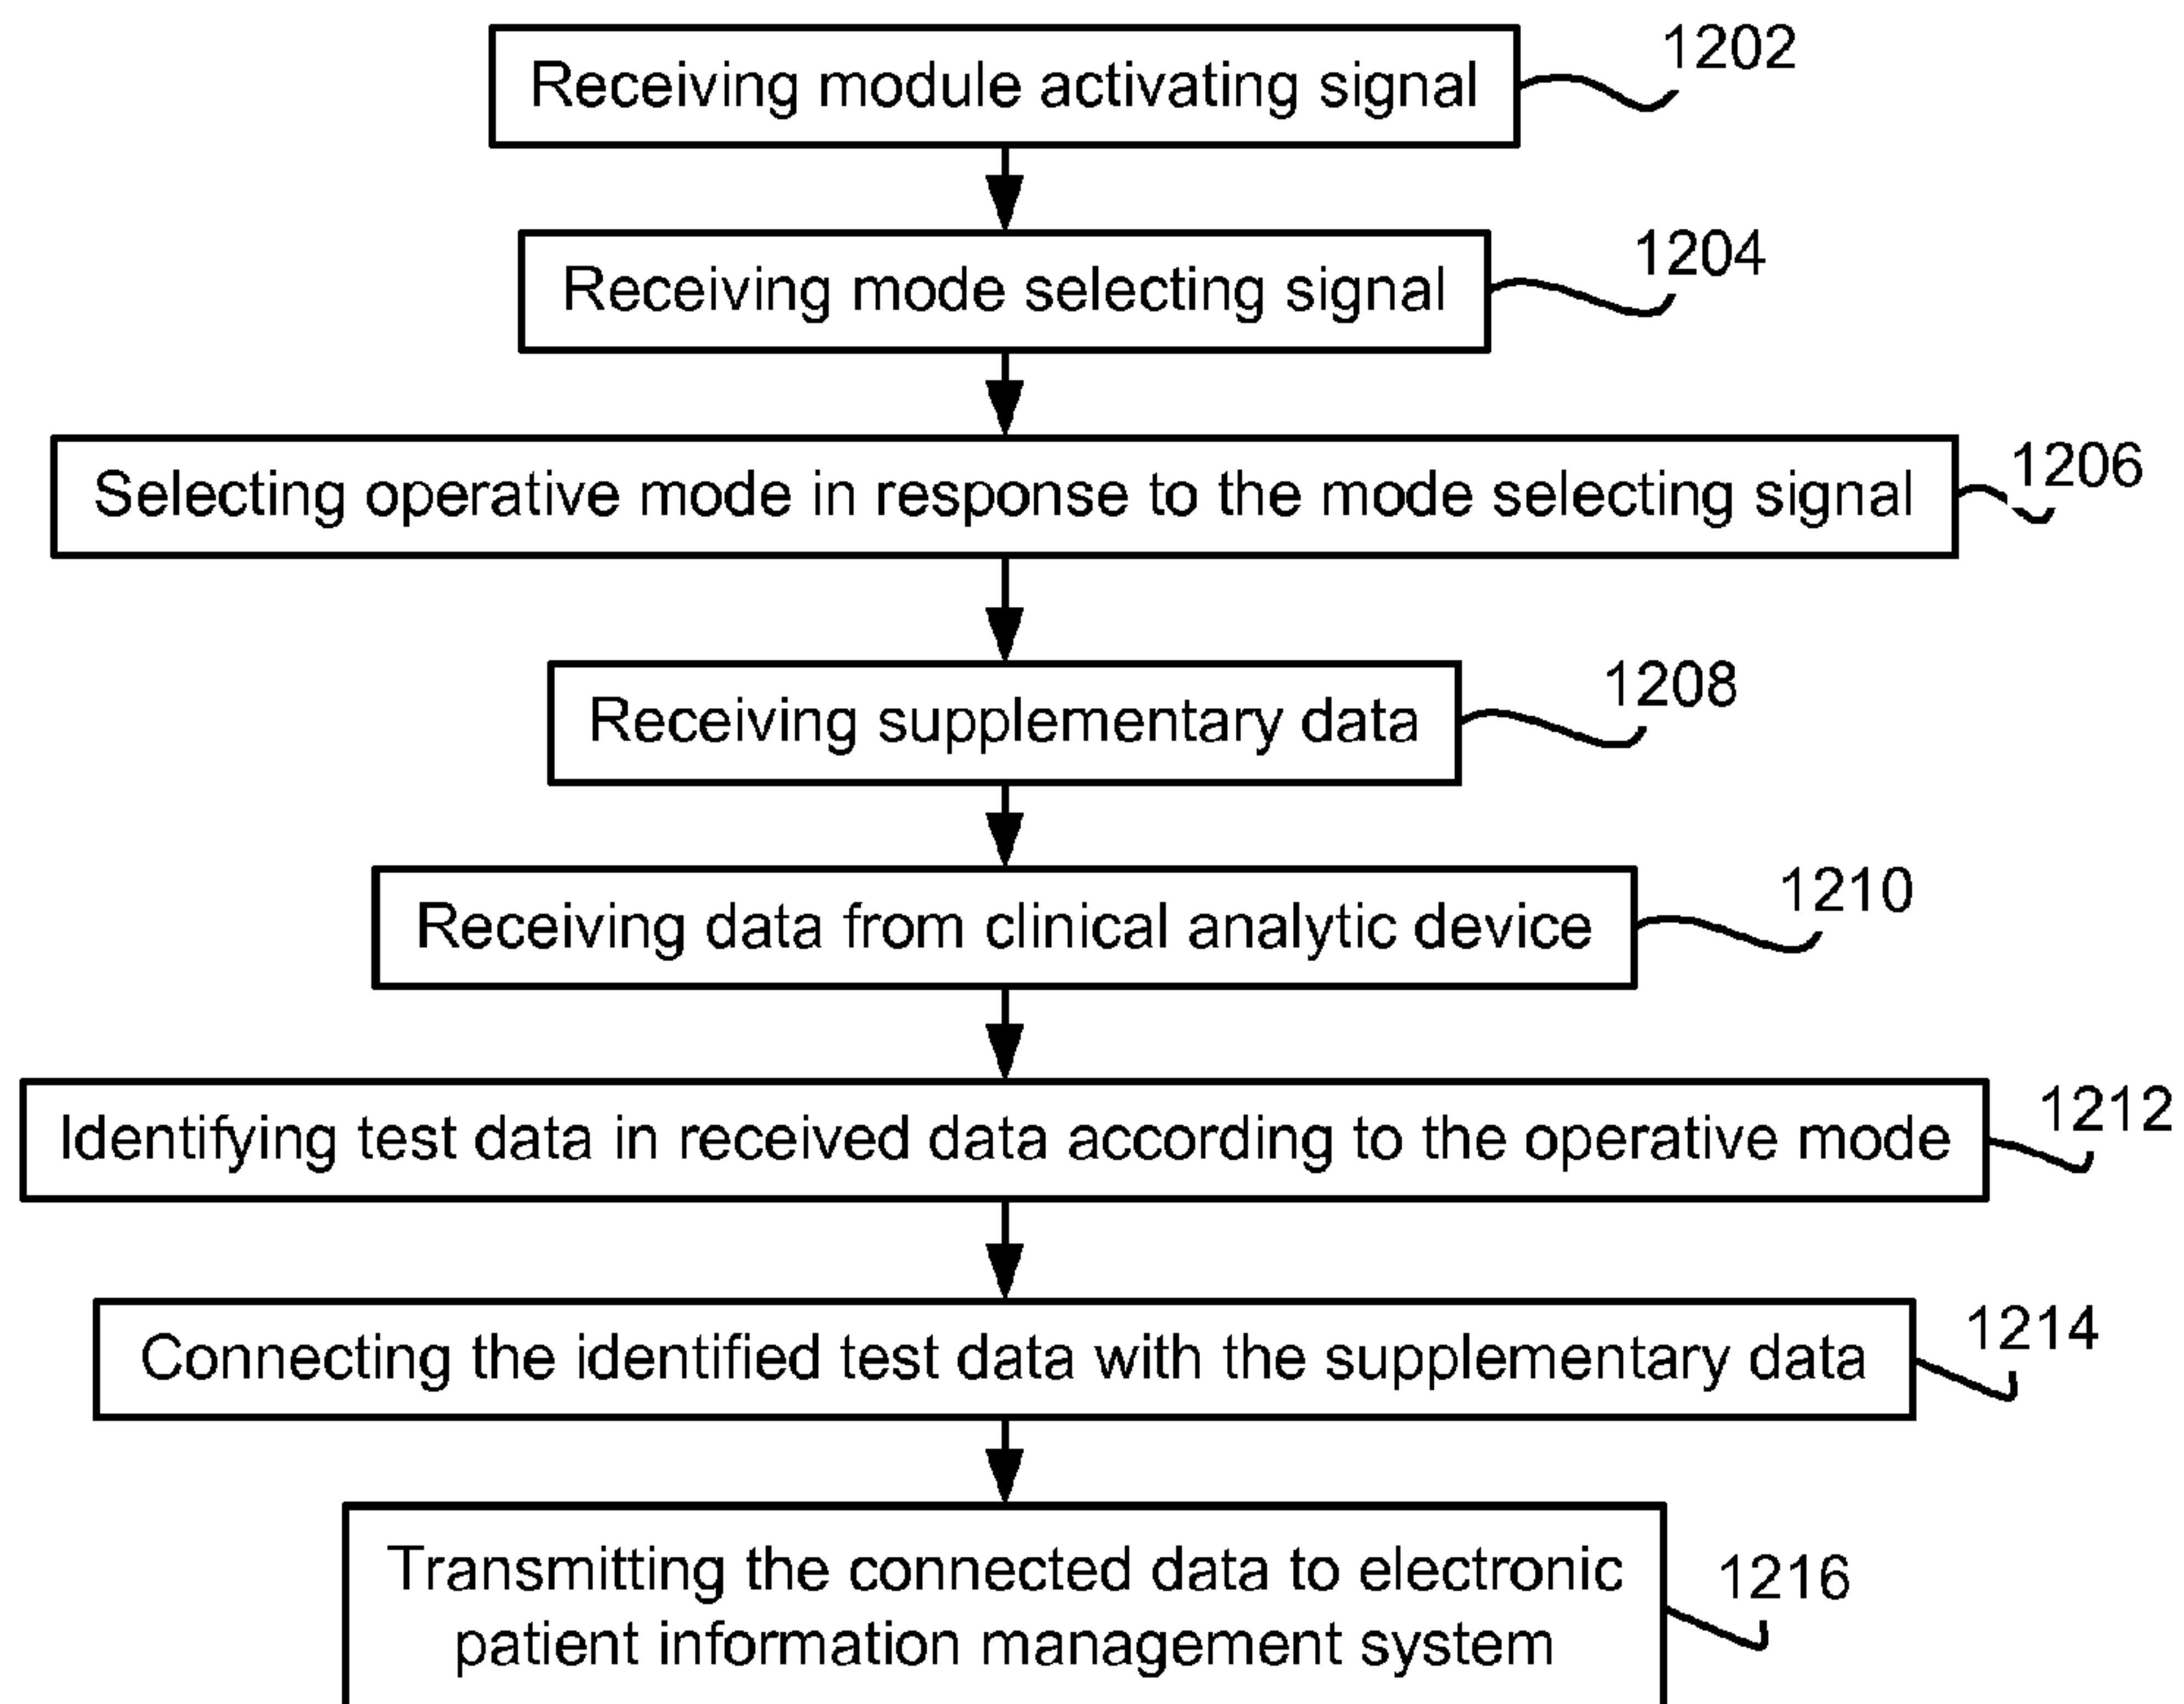 Receiving module activating signal
1202
Receiving mode selecting signal
1204
Selecting operative mode in response to the mode selecting signal
1206
Receiving supplementary data
1208
Receiving data from clinical analytic device
1210
Identifying test data in received data according to the operative mode
1212
Connecting the identified test data with the supplementary data
1214
Transmitting the connected data to electronic
patient information management system
1216